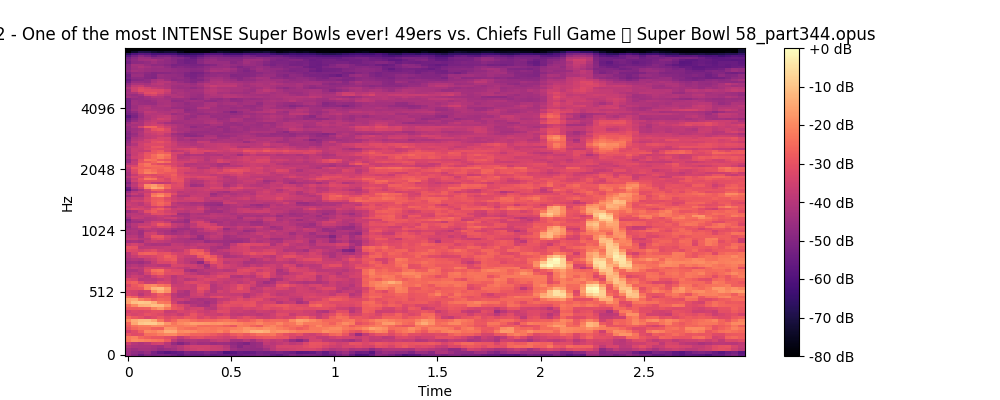 2 - One of the most INTENSE Super Bowls ever! 49ers vs. Chiefs Full Game Super Bowl 58_part344.opus
+0 dB
4096
-10 dB
-20 dB
2048
-30 dB
Hz
1024
-40 dB
-50 dB
512
-60 dB
-70 dB
0
-80 dB
0 0.5 1 1.5 2 2.5
Time